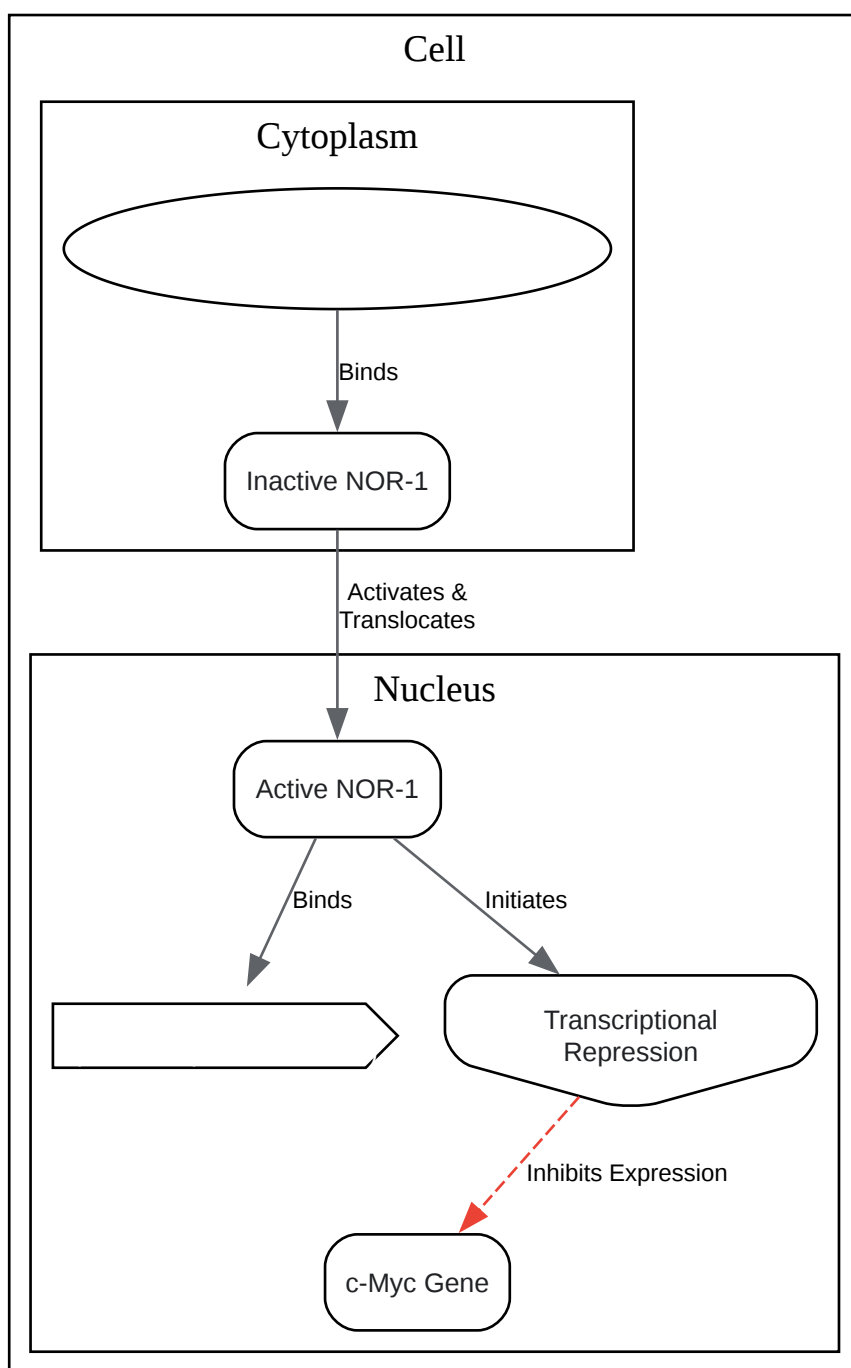 Cell
Cytoplasm
Binds
Inactive NOR-1
Activates &
Translocates
Nucleus
Active NOR-1
Binds
Initiates
Transcriptional
Repression
Inhibits Expression
c-Myc Gene